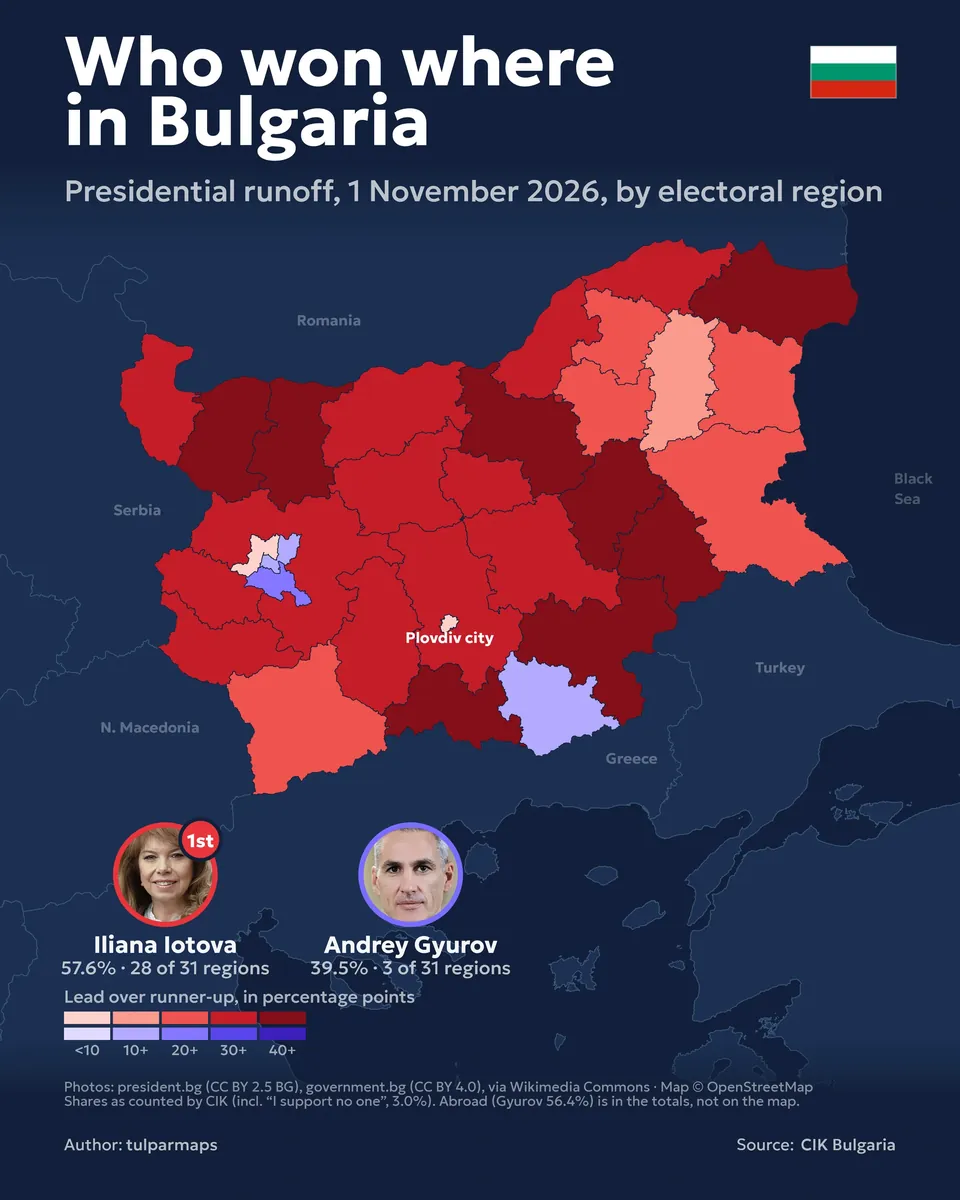 Who won where
in Bulgaria
Presidential runoff, 1 November 2026, by electoral region
Romania
Serbia
Black
Sea
Plovdiv city
Turkey
N. Macedonia
Greece
1st
Iliana Iotova
57.6% · 28 of 31 regions
Andrey Gyurov
39.5% · 3 of 31 regions
Lead over runner-up, in percentage points
<10 10+ 20+ 30+ 40+
Photos: president.bg (CC BY 2.5 BG), government.bg (CC BY 4.0), via Wikimedia Commons · Map © OpenStreetMap
Shares as counted by CIK (incl. “I support no one”, 3.0%). Abroad (Gyurov 56.4%) is in the totals, not on the map.
Author: tulparmaps
Source: CIK Bulgaria